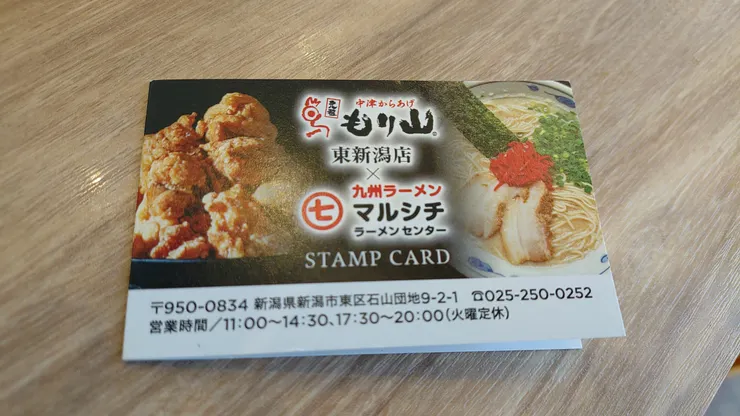 元祖
中津からあげ
もり山®
東新潟店
×
七
九州ラーメン
マルシチ
ラーメンセンター
STAMP CARD
〒950-0834 新潟県新潟市東区石山団地9-2-1 ☎025-250-0252
営業時間/11:00〜14:30、17:30〜20:00(火曜定休)